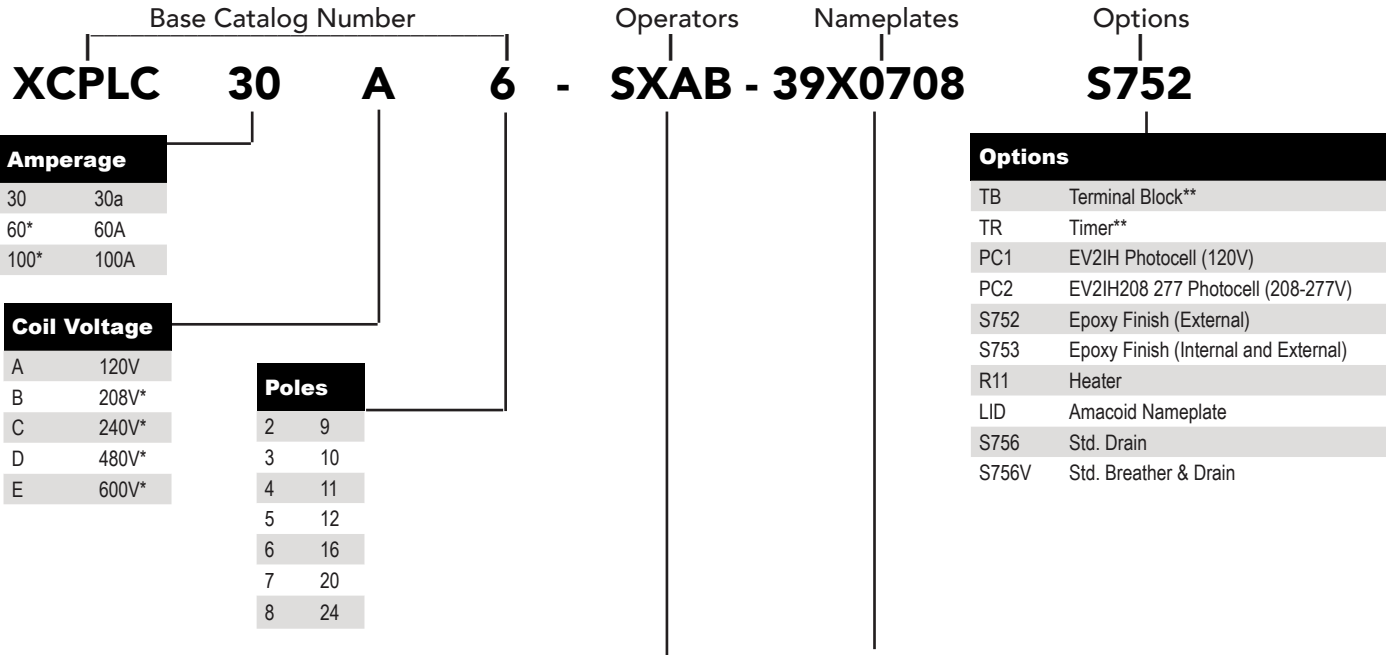 Base Catalog Number Operators Nameplates Options
XCPLC 30 A 6 - SXAB - 39X0708 S752
Amperage
30 30a
60* 60A
100* 100A
Coil Voltage
A 120V
B 208V*
C 240V*
D 480V*
E 600V*
Poles
2 9
3 10
4 11
5 12
6 16
7 20
8 24
Options
TB Terminal Block**
TR Timer**
PC1 EV2IH Photocell (120V)
PC2 EV2IH208 277 Photocell (208-277V)
S752 Epoxy Finish (External)
S753 Epoxy Finish (Internal and External)
R11 Heater
LID Amacoid Nameplate
S756 Std. Drain
S756V Std. Breather & Drain